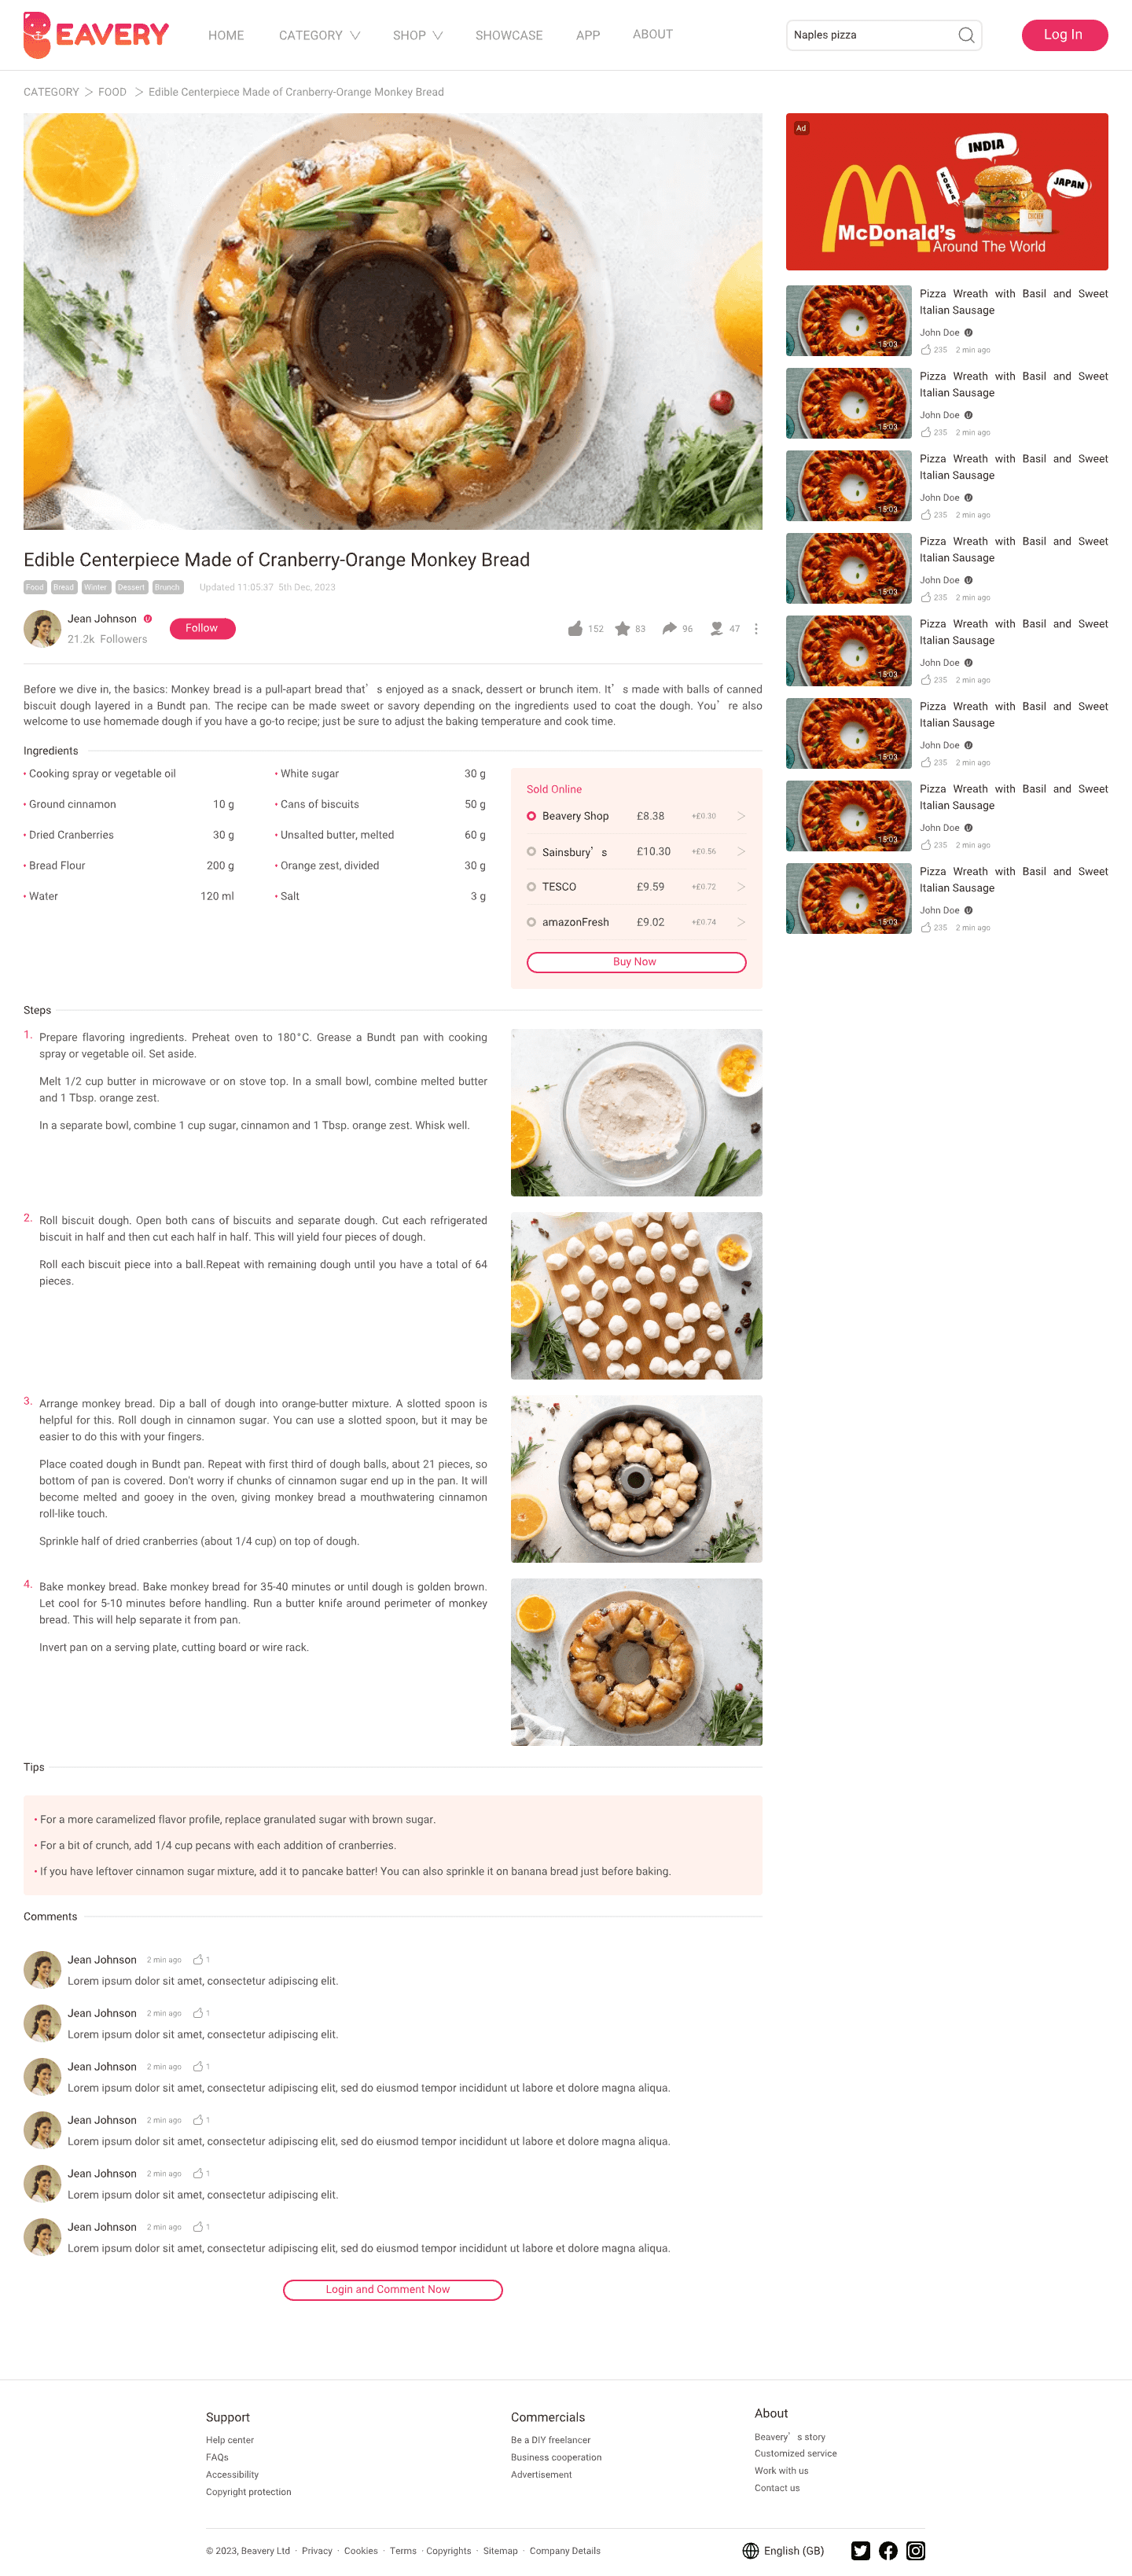 EAVERY
HOME
CATEGORY
SHOP
SHOWCASE
APP
ABOUT
Naples pizza
Log In
CATEGORY > FOOD > Edible Centerpiece Made of Cranberry-Orange Monkey Bread
Ad
INDIA
KOREA
JAPAN
CHICKEN
McDonald's
Around The World
Edible Centerpiece Made of Cranberry-Orange Monkey Bread
Food Bread Winter Dessert Brunch Updated 11:05:37 5th Dec, 2023
Jean Johnson
21.2k Followers
Follow
152 83 96 47
Before we dive in, the basics: Monkey bread is a pull-apart bread that’s enjoyed as a snack, dessert or brunch item. It’s made with balls of canned
biscuit dough layered in a Bundt pan. The recipe can be made sweet or savory depending on the ingredients used to coat the dough. You’re also
welcome to use homemade dough if you have a go-to recipe; just be sure to adjust the baking temperature and cook time.
Ingredients
• Cooking spray or vegetable oil
• Ground cinnamon 10 g
• Dried Cranberries 30 g
• Bread Flour 200 g
• Water 120 ml
• White sugar 30 g
• Cans of biscuits 50 g
• Unsalted butter, melted 60 g
• Orange zest, divided 30 g
• Salt 3 g
Sold Online
Beavery Shop £8.38 +£0.30 >
Sainsbury’s £10.30 +£0.56 >
TESCO £9.59 +£0.72 >
amazonFresh £9.02 +£0.74 >
Buy Now
Steps
1. Prepare flavoring ingredients. Preheat oven to 180°C. Grease a Bundt pan with cooking
spray or vegetable oil. Set aside.
Melt 1/2 cup butter in microwave or on stove top. In a small bowl, combine melted butter
and 1 Tbsp. orange zest.
In a separate bowl, combine 1 cup sugar, cinnamon and 1 Tbsp. orange zest. Whisk well.
2. Roll biscuit dough. Open both cans of biscuits and separate dough. Cut each refrigerated
biscuit in half and then cut each half in half. This will yield four pieces of dough.
Roll each biscuit piece into a ball.Repeat with remaining dough until you have a total of 64
pieces.
3. Arrange monkey bread. Dip a ball of dough into orange-butter mixture. A slotted spoon is
helpful for this. Roll dough in cinnamon sugar. You can use a slotted spoon, but it may be
easier to do this with your fingers.
Place coated dough in Bundt pan. Repeat with first third of dough balls, about 21 pieces, so
bottom of pan is covered. Don't worry if chunks of cinnamon sugar end up in the pan. It will
become melted and gooey in the oven, giving monkey bread a mouthwatering cinnamon
roll-like touch.
Sprinkle half of dried cranberries (about 1/4 cup) on top of dough.
4. Bake monkey bread. Bake monkey bread for 35-40 minutes or until dough is golden brown.
Let cool for 5-10 minutes before handling. Run a butter knife around perimeter of monkey
bread. This will help separate it from pan.
Invert pan on a serving plate, cutting board or wire rack.
Tips
• For a more caramelized flavor profile, replace granulated sugar with brown sugar.
• For a bit of crunch, add 1/4 cup pecans with each addition of cranberries.
• If you have leftover cinnamon sugar mixture, add it to pancake batter! You can also sprinkle it on banana bread just before baking.
Comments
Jean Johnson 2 min ago 1
Lorem ipsum dolor sit amet, consectetur adipiscing elit.
Jean Johnson 2 min ago 1
Lorem ipsum dolor sit amet, consectetur adipiscing elit.
Jean Johnson 2 min ago 1
Lorem ipsum dolor sit amet, consectetur adipiscing elit, sed do eiusmod tempor incididunt ut labore et dolore magna aliqua.
Jean Johnson 2 min ago 1
Lorem ipsum dolor sit amet, consectetur adipiscing elit, sed do eiusmod tempor incididunt ut labore et dolore magna aliqua.
Jean Johnson 2 min ago 1
Lorem ipsum dolor sit amet, consectetur adipiscing elit.
Jean Johnson 2 min ago 1
Lorem ipsum dolor sit amet, consectetur adipiscing elit, sed do eiusmod tempor incididunt ut labore et dolore magna aliqua.
Login and Comment Now
15:03
Pizza Wreath with Basil and Sweet
Italian Sausage
John Doe
235 2 min ago
15:03
Pizza Wreath with Basil and Sweet
Italian Sausage
John Doe
235 2 min ago
15:03
Pizza Wreath with Basil and Sweet
Italian Sausage
John Doe
235 2 min ago
15:03
Pizza Wreath with Basil and Sweet
Italian Sausage
John Doe
235 2 min ago
15:03
Pizza Wreath with Basil and Sweet
Italian Sausage
John Doe
235 2 min ago
15:03
Pizza Wreath with Basil and Sweet
Italian Sausage
John Doe
235 2 min ago
15:03
Pizza Wreath with Basil and Sweet
Italian Sausage
John Doe
235 2 min ago
15:03
Pizza Wreath with Basil and Sweet
Italian Sausage
John Doe
235 2 min ago
Support
Help center
FAQs
Accessibility
Copyright protection
Commercials
Be a DIY freelancer
Business cooperation
Advertisement
About
Beavery’s story
Customized service
Work with us
Contact us
© 2023, Beavery Ltd · Privacy · Cookies · Terms · Copyrights · Sitemap · Company Details
English (GB)